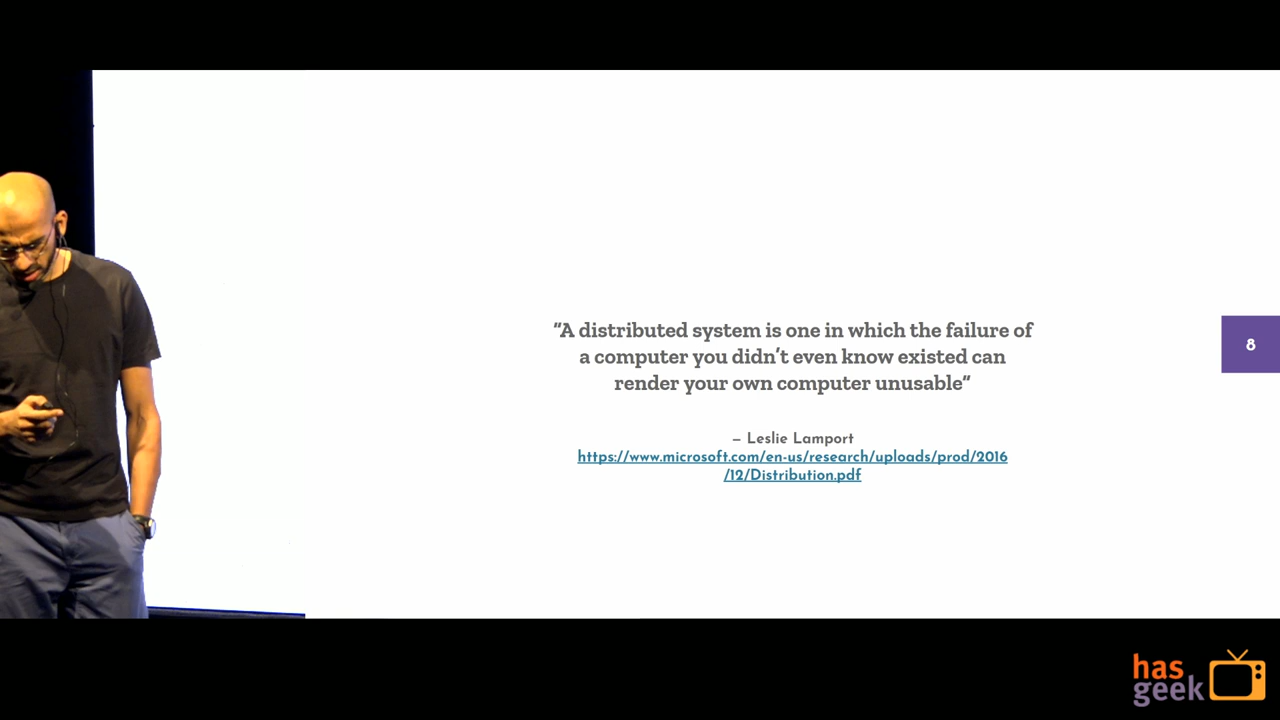 “A distributed system is one in which the failure of
a computer you didn’t even know existed can
render your own computer unusable”
— Leslie Lamport
https://www.microsoft.com/en-us/research/uploads/prod/2016
/12/Distribution.pdf
8
has
geek